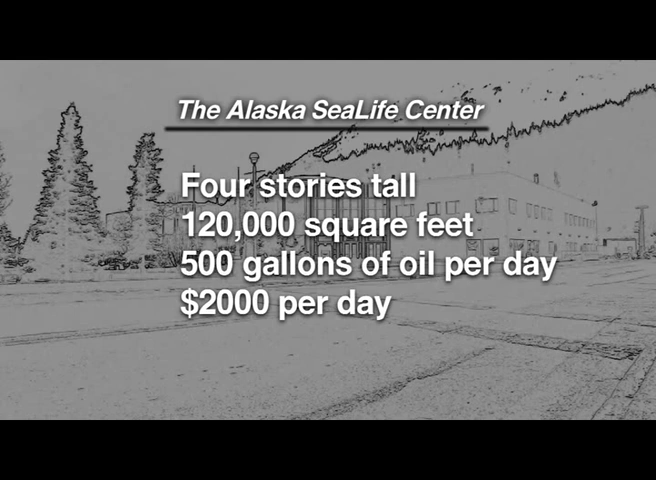 The Alaska SeaLife Center
Four stories tall
120,000 square feet
500 gallons of oil per day
$2000 per day